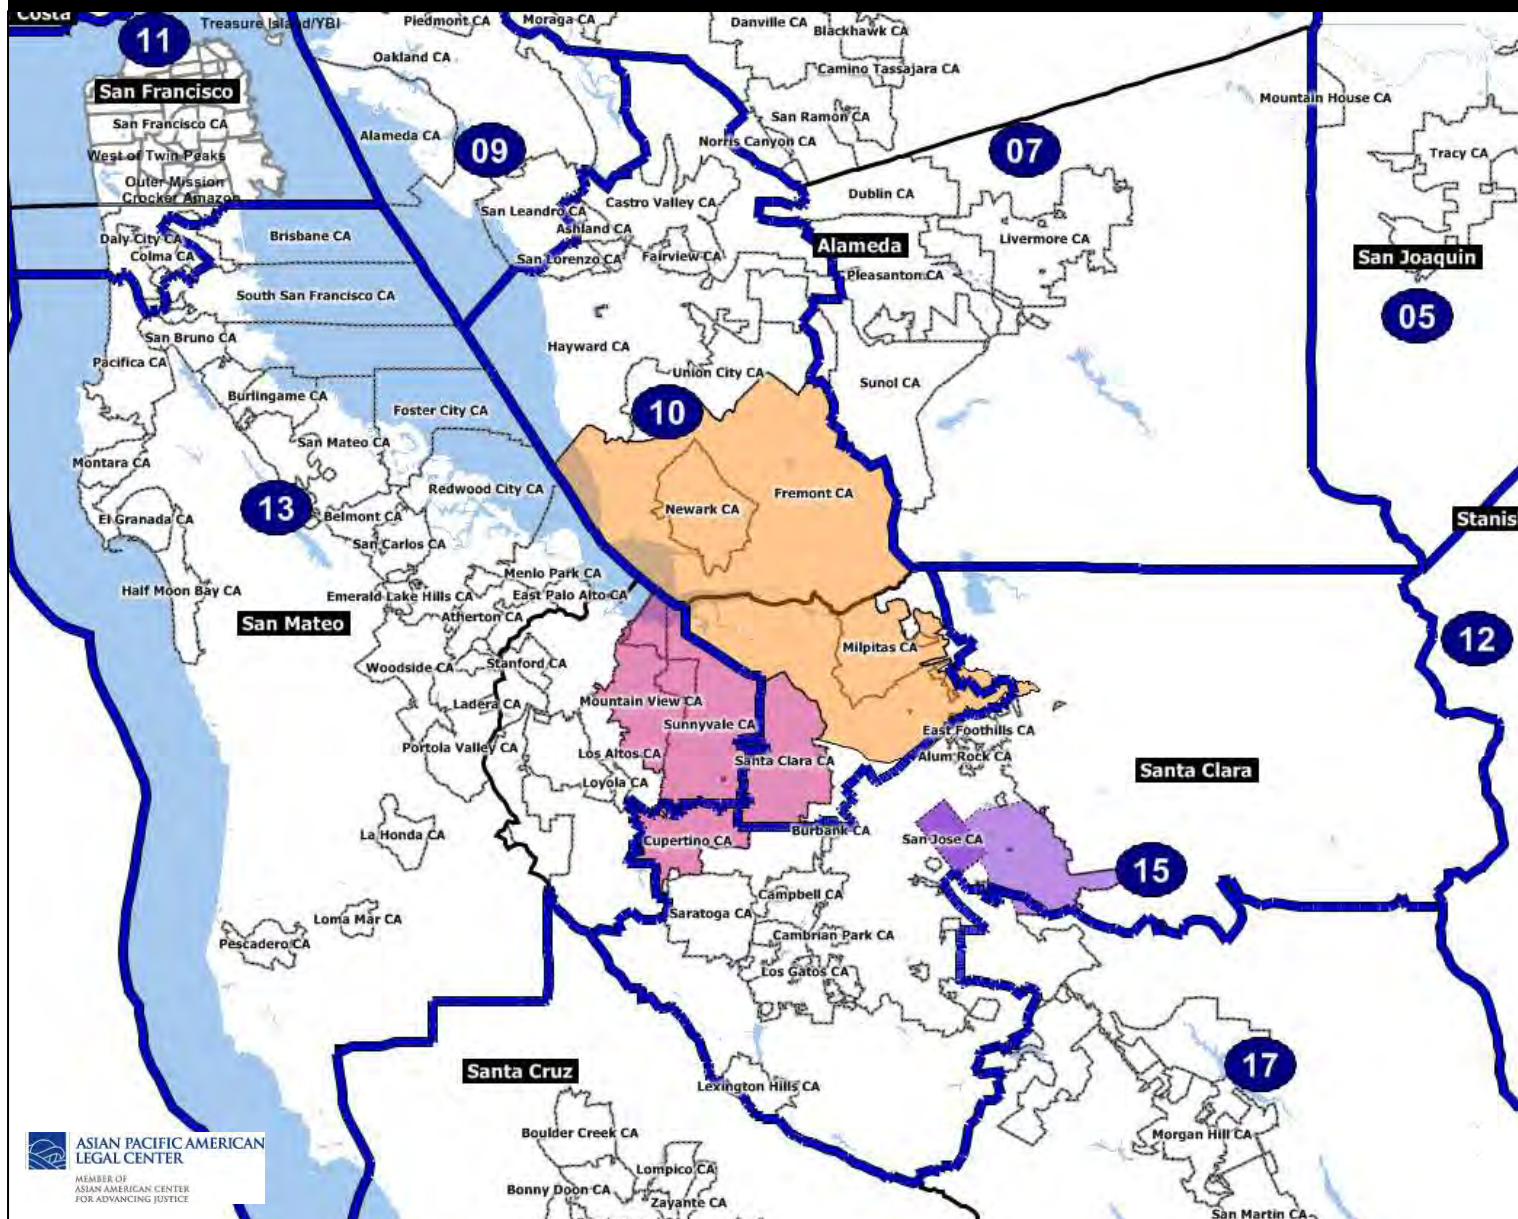 Costa
Treasure Island/YBI
Piedmont CA
Moraga CA
Danville CA
Blackhawk CA
11
Oakland CA
Camino Tassajara CA
San Francisco
Mountain House CA
San Francisco CA
San Ramon CA
Alameda CA
09
Norris Canyon CA
07
Tracy CA
West of Twin Peaks
Outer Mission
Crocker Amazon
Dublin CA
Castro Valley CA
San Leandro CA
Ashland CA
Daly City CA
Brisbane CA
Livermore CA
Colma CA
San Lorenzo CA
Fairview CA
Alameda
San Joaquin
Pleasanton CA
South San Francisco CA
05
San Bruno CA
Hayward CA
Pacifica CA
Union City CA
Sunol CA
Burlingame CA
Foster City CA
10
San Mateo CA
Montara CA
Redwood City CA
Fremont CA
13
Newark CA
El Granada CA
Belmont CA
Stanis
San Carlos CA
Menlo Park CA
Half Moon Bay CA
Emerald Lake Hills CA
East Palo Alto CA
San Mateo
Atherton CA
12
Milpitas CA
Woodside CA
Stanford CA
Ladera CA
Mountain View CA
Sunnyvale CA
East Foothills CA
Portola Valley CA
Los Altos CA
Santa Clara CA
Alum Rock CA
Santa Clara
Loyola CA
La Honda CA
Cupertino CA
Burbank CA
San Jose CA
15
Campbell CA
Saratoga CA
Loma Mar CA
Cambrian Park CA
Pescadero CA
Los Gatos CA
Santa Cruz
17
Lexington Hills CA
Boulder Creek CA
Morgan Hill CA
Lompico CA
Bonny Doon CA
Zayante CA
San Martin CA
ASIAN PACIFIC AMERICAN
LEGAL CENTER
MEMBER OF
ASIAN AMERICAN CENTER
FOR ADVANCING JUSTICE